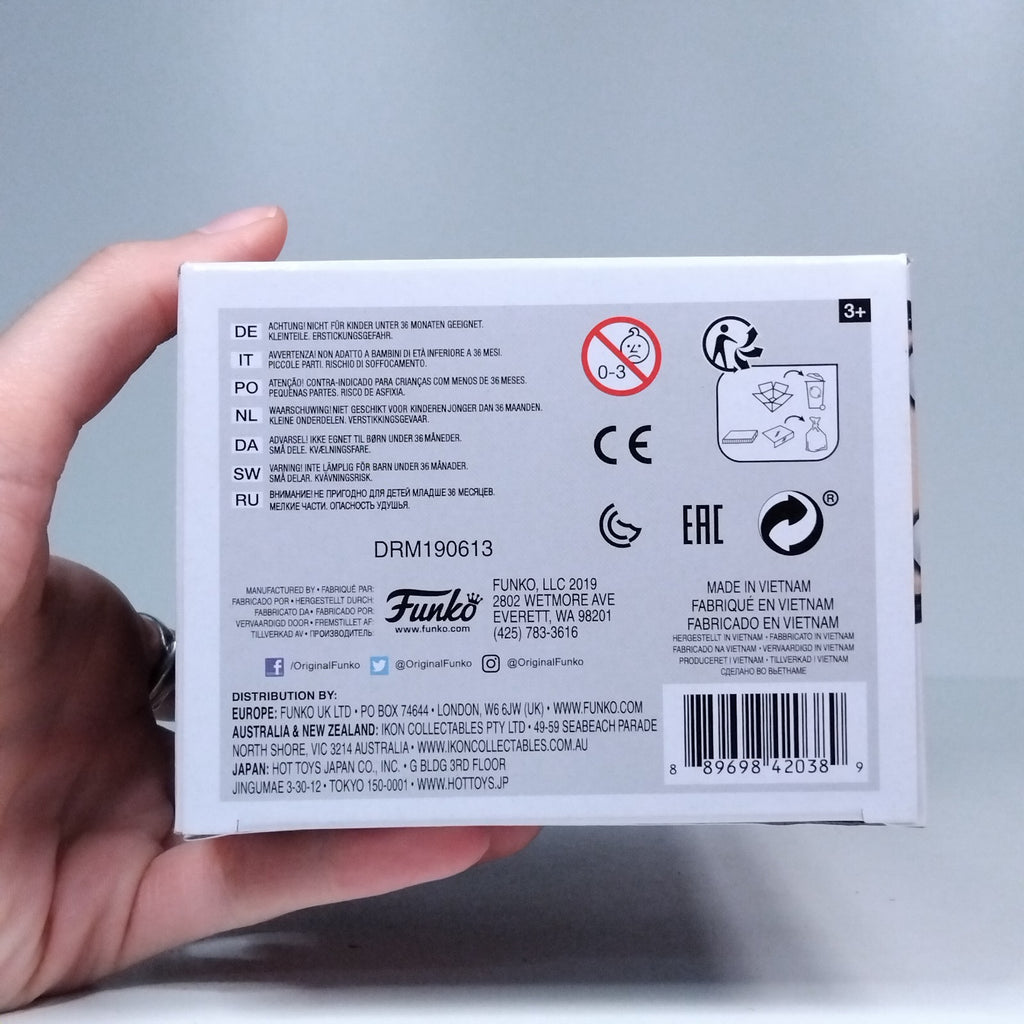 3+
DE ACHTUNG! NICHT FÜR KINDER UNTER 36 MONATEN GEEIGNET.
KLEINTEILE. ERSTICKUNGSGEFAHR.
IT AVVERTENZA! NON ADATTO A BAMBINI DI ETÀ INFERIORE A 36 MESI.
PICCOLE PARTI. RISCHIO DI SOFFOCAMENTO.
PO ATENÇÃO! CONTRA-INDICADO PARA CRIANÇAS COM MENOS DE 36 MESES.
PEQUENAS PARTES. RISCO DE ASFIXIA.
NL WAARSCHUWING! NIET GESCHIKT VOOR KINDEREN JONGER DAN 36 MAANDEN.
KLEINE ONDERDELEN. VERSTIKKINGSGEVAAR.
DA ADVARSEL! IKKE EGNET TIL BØRN UNDER 36 MÅNEDER.
SMÅ DELE. KVÆLNINGSFARE.
SW VARNING! INTE LÄMPLIG FÖR BARN UNDER 36 MÅNADER.
SMÅ DELAR. KVÄVNINGSRISK.
RU ВНИМАНИЕ! НЕ ПРИГОДНО ДЛЯ ДЕТЕЙ МЛАДШЕ 36 МЕСЯЦЕВ.
МЕЛКИЕ ЧАСТИ. ОПАСНОСТЬ УДУШЬЯ.
0-3
CE
EAC
®
DRM190613
MANUFACTURED BY • FABRIQUÉ PAR:
FABRICADO POR • HERGESTELLT DURCH:
FABBRICATO DA • FABRICADO POR:
VERVAARDIGD DOOR • FREMSTILLET AF:
TILLVERKAD AV • ПРОИЗВОДИТЕЛЬ:
Funko
www.funko.com
FUNKO, LLC 2019
2802 WETMORE AVE
EVERETT, WA 98201
(425) 783-3616
MADE IN VIETNAM
FABRIQUÉ EN VIETNAM
FABRICADO EN VIETNAM
HERGESTELLT IN VIETNAM • FABBRICATO IN VIETNAM
FABRICADO NA VIETNAM • VERVAARDIGD IN VIETNAM
PRODUCERET I VIETNAM • TILLVERKAD I VIETNAM
СДЕЛАНО ВО ВЬЕТНАМЕ
f /OriginalFunko @OriginalFunko @OriginalFunko
DISTRIBUTION BY:
EUROPE: FUNKO UK LTD • PO BOX 74644 • LONDON, W6 6JW (UK) • WWW.FUNKO.COM
AUSTRALIA & NEW ZEALAND: IKON COLLECTABLES PTY LTD • 49-59 SEABEACH PARADE
NORTH SHORE, VIC 3214 AUSTRALIA • WWW.IKONCOLLECTABLES.COM.AU
JAPAN: HOT TOYS JAPAN CO., INC. • G BLDG 3RD FLOOR
JINGUMAE 3-30-12 • TOKYO 150-0001 • WWW.HOTTOYS.JP
8 89698 42038 9